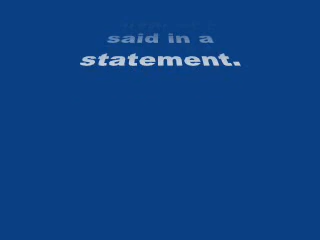 said in a
statement.